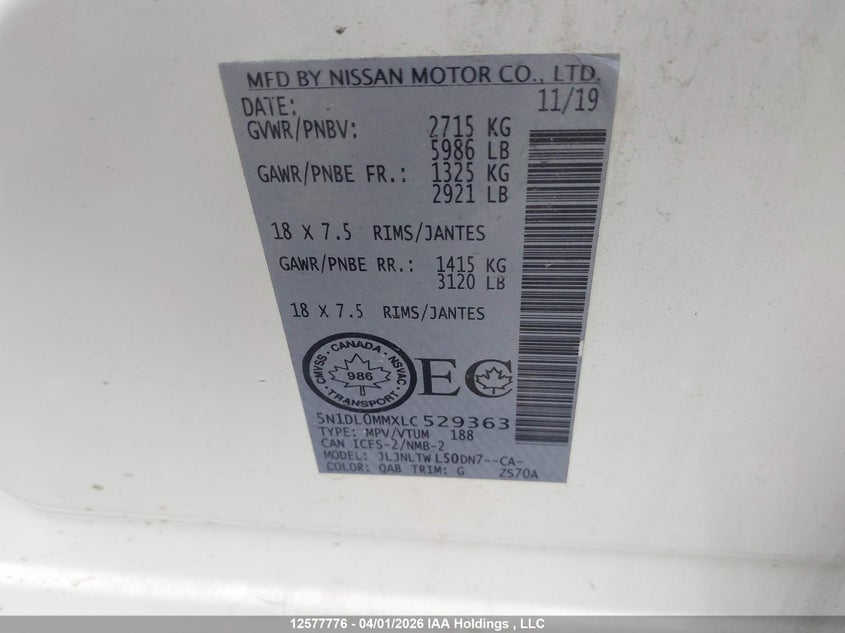 MFD BY NISSAN MOTOR CO., LTD.
DATE: 11/19
GVWR/PNBV: 2715 KG
5986 LB
GAWR/PNBE FR.: 1325 KG
2921 LB
18 X 7.5 RIMS/JANTES
GAWR/PNBE RR.: 1415 KG
3120 LB
18 X 7.5 RIMS/JANTES
CANADA
CMVSS · NSVAC
986
TRANSPORT
EC
5N1DL0MMXLC529363
TYPE: MPV/VTUM 188
CAN ICES-2/NMB-2
MODEL: JLJNLTWL50DN7--CA-
COLOR: QAB TRIM: G ZS70A
12577776 - 04/01/2026 IAA Holdings , LLC